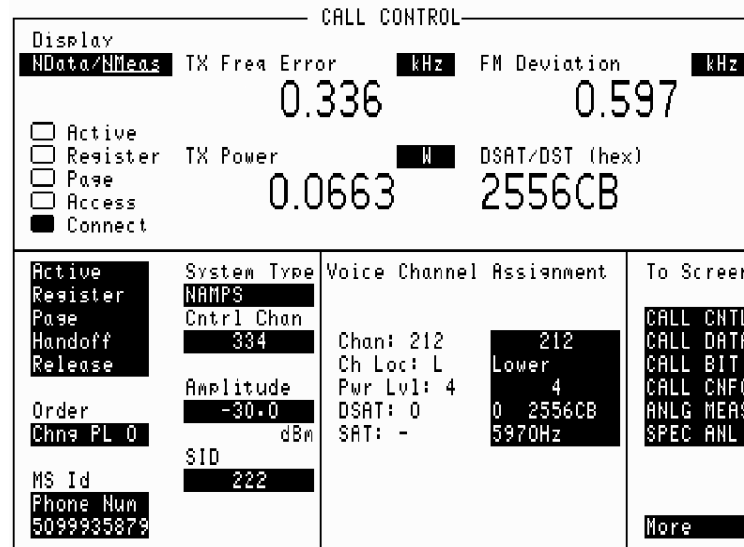 CALL CONTROL
Display
NData/NMeas
TX Freq Error kHz
0.336
FM Deviation kHz
0.597
Active
Register
Page
Access
Connect
TX Power W
0.0663
DSAT/DST (hex)
2556CB
Active
Register
Page
Handoff
Release
Order
Chng PL 0
MS Id
Phone Num
5099935879
System Type
NAMPS
Cntrl Chan
334
Amplitude
-30.0
dBm
SID
222
Voice Channel Assignment
Chan: 212 212
Ch Loc: L Lower
Pwr Lvl: 4 4
DSAT: 0 0 2556CB
SAT: - 5970Hz
To Screen
CALL CNTL
CALL DATA
CALL BIT
CALL CNFG
ANLG MEAS
SPEC ANL
More